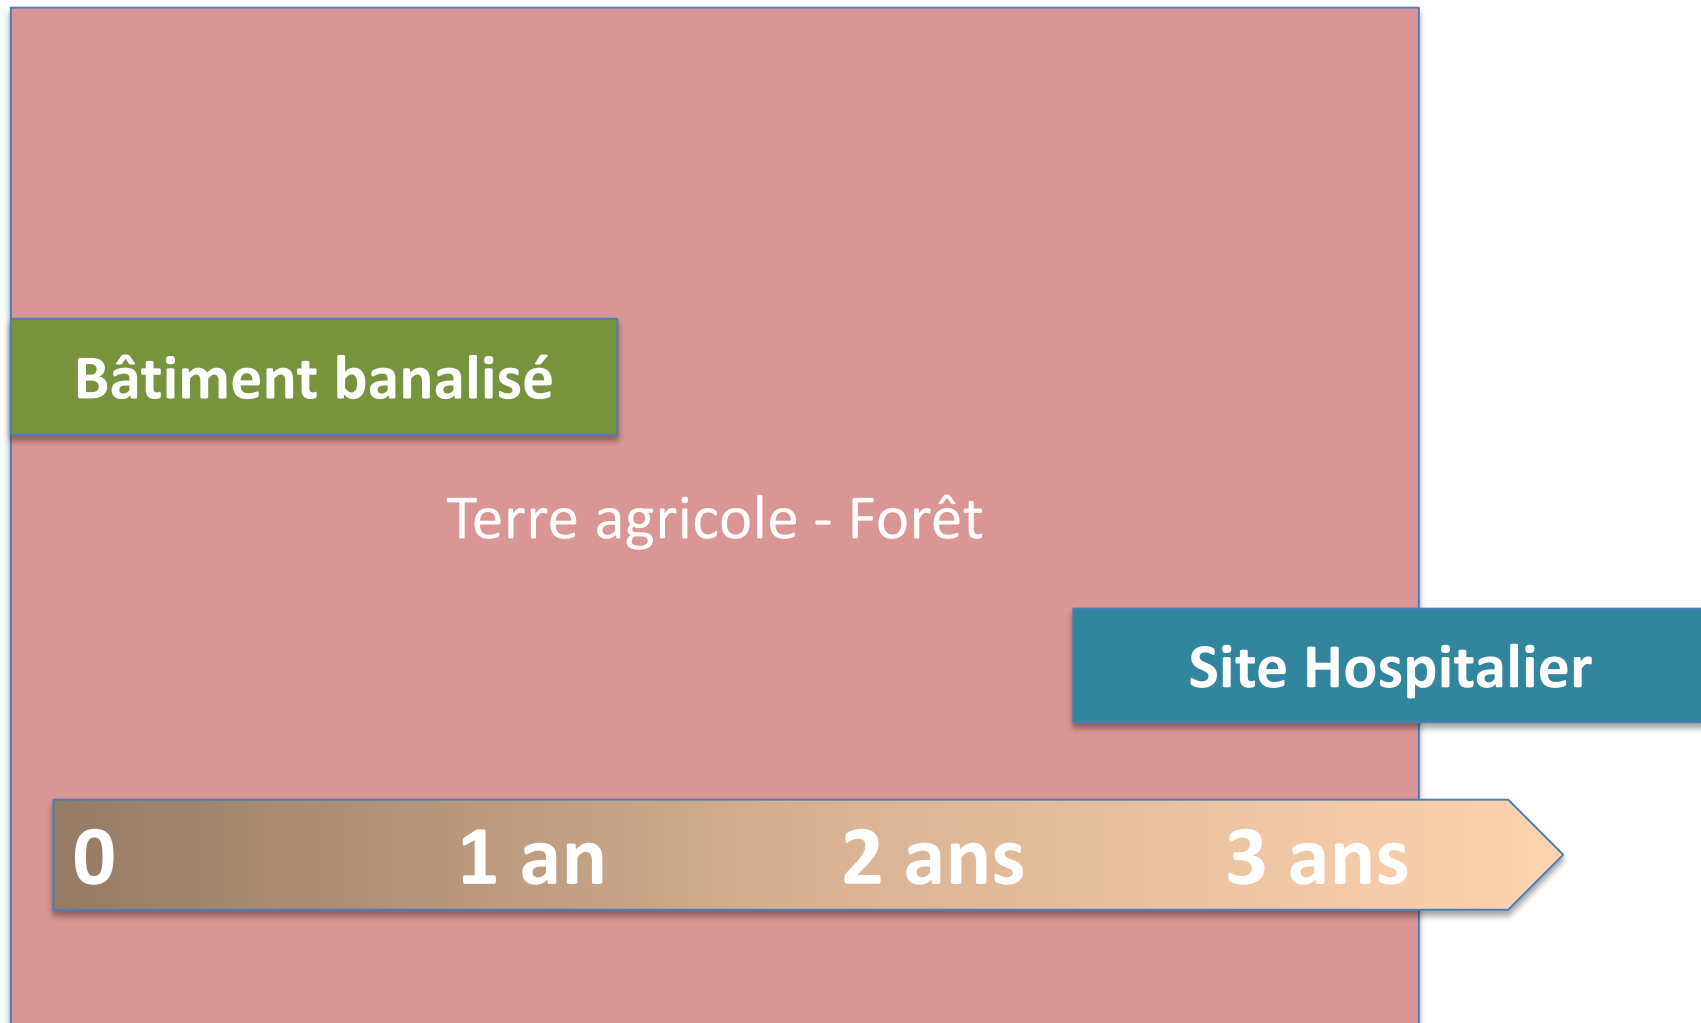 Bâtiment banalisé
Terre agricole - Forêt
Site Hospitalier
0 1 an 2 ans 3 ans